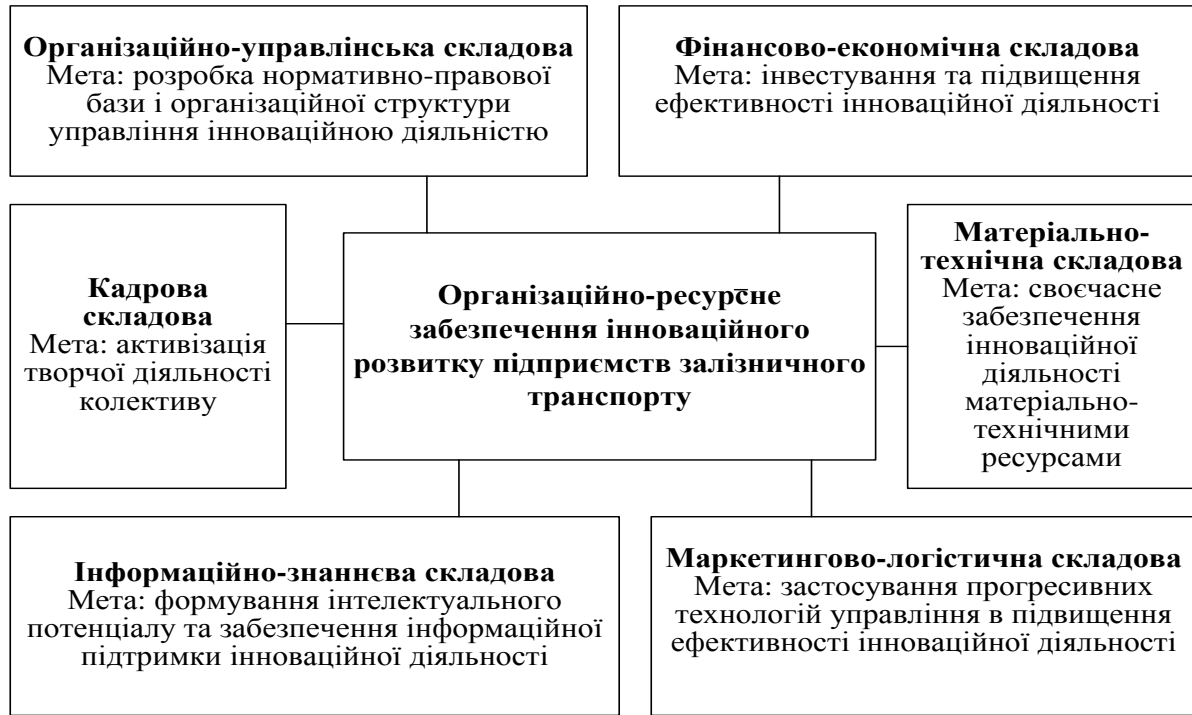 Організаційно-управлінська складова
Мета: розробка нормативно-правової
бази і організаційної структури
управління інноваційною діяльністю
Фінансово-економічна складова
Мета: інвестування та підвищення
ефективності інноваційної діяльності
Кадрова
складова
Мета: активізація
творчої діяльності
колективу
Організаційно-ресурсне
забезпечення інноваційного
розвитку підприємств залізничного
транспорту
Матеріально-
технічна складова
Мета: своєчасне
забезпечення
інноваційної
діяльності
матеріально-
технічними
ресурсами
Інформаційно-знаннєва складова
Мета: формування інтелектуального
потенціалу та забезпечення інформаційної
підтримки інноваційної діяльності
Маркетингово-логістична складова
Мета: застосування прогресивних
технологій управління в підвищення
ефективності інноваційної діяльності